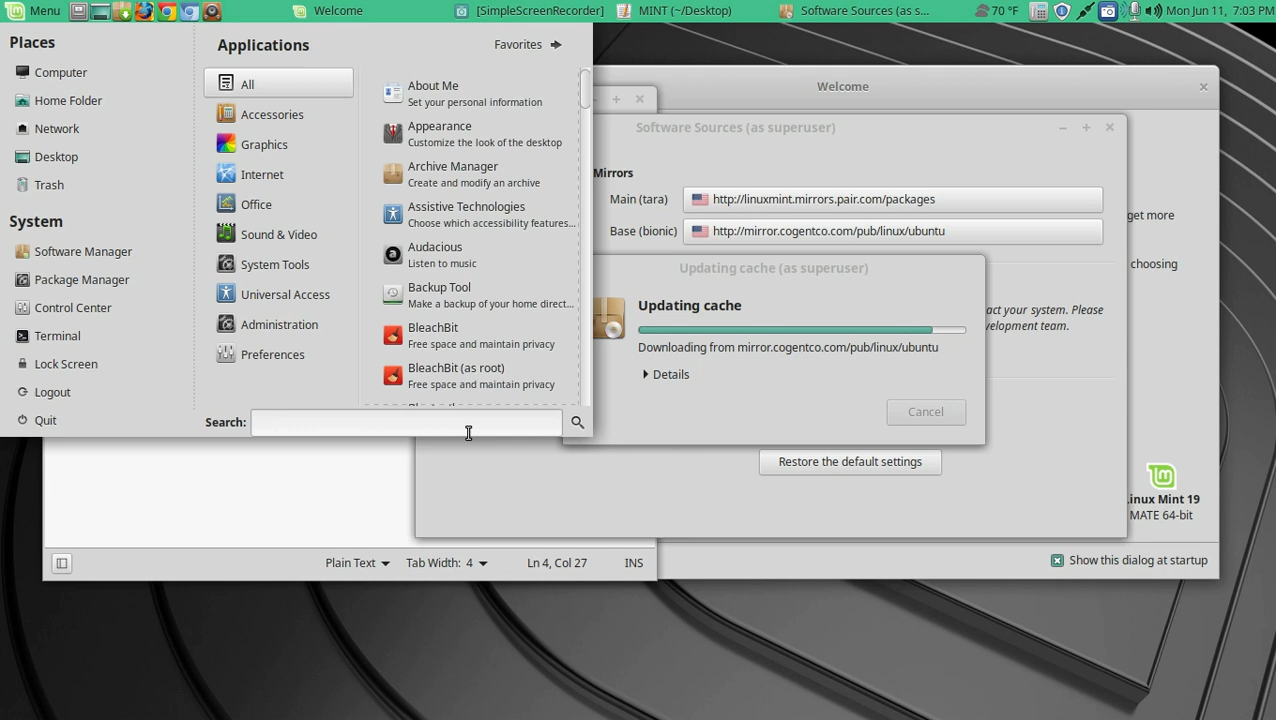 Menu
Welcome
[SimpleScreenRecorder]
MINT (~/Desktop)
Software Sources (as s...
70 °F
Mon Jun 11, 7:03 PM
Places
Computer
Home Folder
Network
Desktop
Trash
System
Software Manager
Package Manager
Control Center
Terminal
Lock Screen
Logout
Quit
Applications
Favorites
All
Accessories
Graphics
Internet
Office
Sound & Video
System Tools
Universal Access
Administration
Preferences
About Me
Set your personal information
Appearance
Customize the look of the desktop
Archive Manager
Create and modify an archive
Assistive Technologies
Choose which accessibility features...
Audacious
Listen to music
Backup Tool
Make a backup of your home direct...
BleachBit
Free space and maintain privacy
BleachBit (as root)
Free space and maintain privacy
Search:
Welcome
Software Sources (as superuser)
Mirrors
Main (tara)
http://linuxmint.mirrors.pair.com/packages
Base (bionic)
http://mirror.cogentco.com/pub/linux/ubuntu
get more
choosing
act your system. Please
velopment team.
Updating cache (as superuser)
Updating cache
Downloading from mirror.cogentco.com/pub/linux/ubuntu
Details
Cancel
Restore the default settings
inux Mint 19
MATE 64-bit
Show this dialog at startup
Plain Text
Tab Width: 4
Ln 4, Col 27
INS